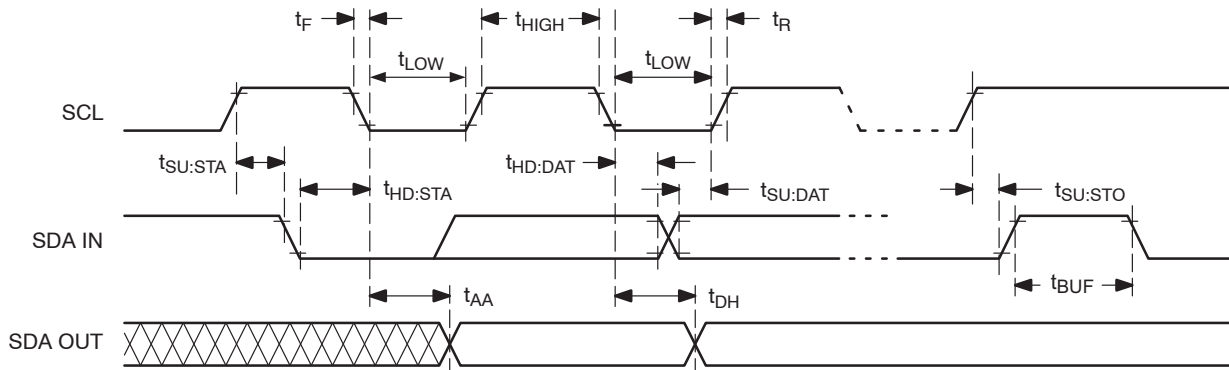 tF
tHIGH
tR
tLOW
tLOW
SCL
tSU:STA
tHD:STA
tHD:DAT
tSU:DAT
tSU:STO
SDA IN
tBUF
tAA
tDH
SDA OUT